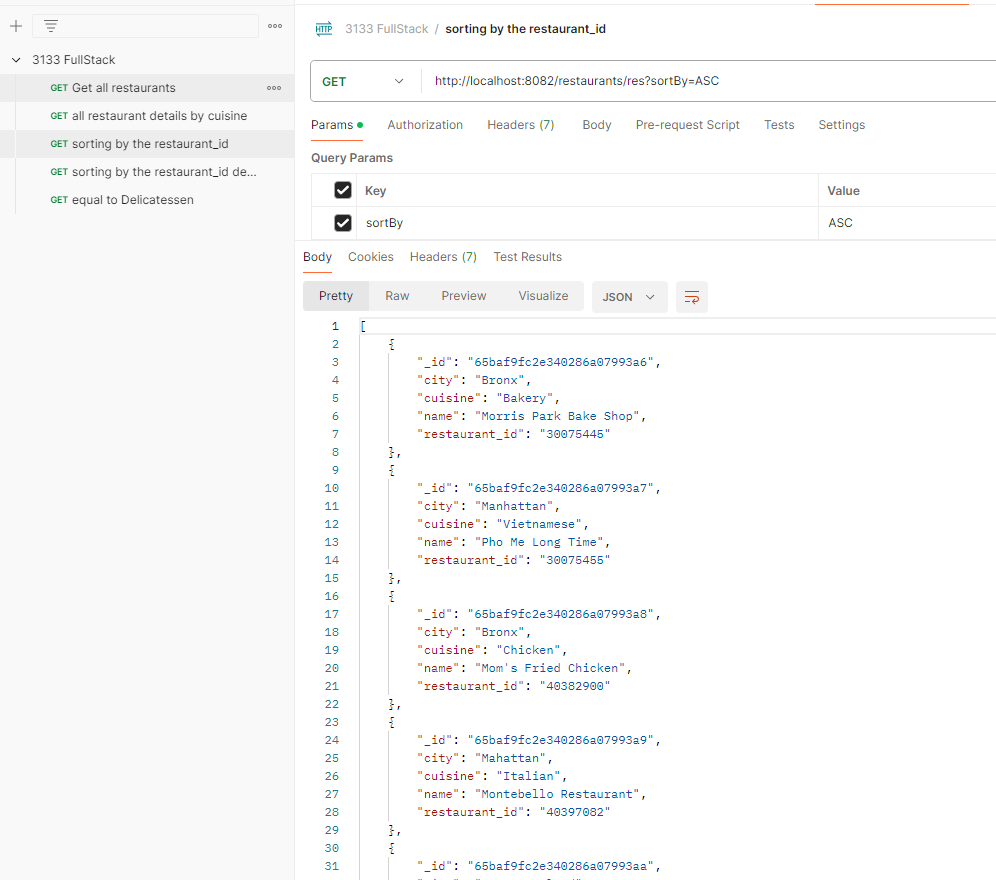 3133 FullStack
GET Get all restaurants
GET all restaurant details by cuisine
GET sorting by the restaurant_id
GET sorting by the restaurant_id de...
GET equal to Delicatessen
HTTP 3133 FullStack / sorting by the restaurant_id
GET http://localhost:8082/restaurants/res?sortBy=ASC
Params Authorization Headers (7) Body Pre-request Script Tests Settings
Query Params
Key Value
sortBy ASC
Body Cookies Headers (7) Test Results
Pretty Raw Preview Visualize JSON
1 [
2 {
3 "_id": "65baf9fc2e340286a07993a6",
4 "city": "Bronx",
5 "cuisine": "Bakery",
6 "name": "Morris Park Bake Shop",
7 "restaurant_id": "30075445"
8 },
9 {
10 "_id": "65baf9fc2e340286a07993a7",
11 "city": "Manhattan",
12 "cuisine": "Vietnamese",
13 "name": "Pho Me Long Time",
14 "restaurant_id": "30075455"
15 },
16 {
17 "_id": "65baf9fc2e340286a07993a8",
18 "city": "Bronx",
19 "cuisine": "Chicken",
20 "name": "Mom's Fried Chicken",
21 "restaurant_id": "40382900"
22 },
23 {
24 "_id": "65baf9fc2e340286a07993a9",
25 "city": "Mahattan",
26 "cuisine": "Italian",
27 "name": "Montebello Restaurant",
28 "restaurant_id": "40397082"
29 },
30 {
31 "_id": "65baf9fc2e340286a07993aa",